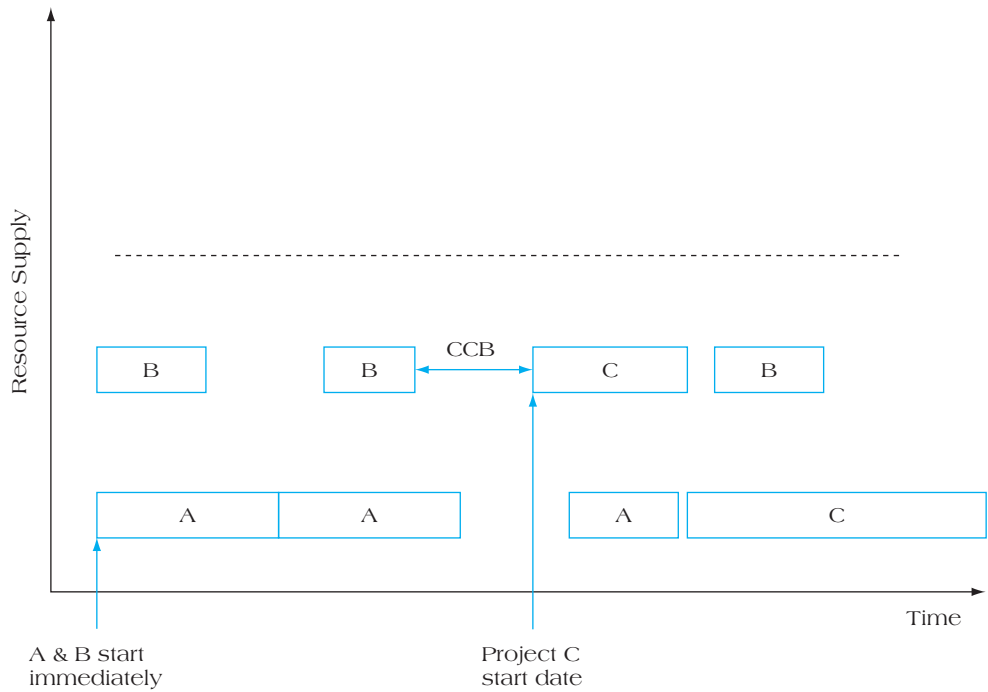 Resource Supply
CCB
B
B
C
B
A
A
A
C
Time
A & B start
immediately
Project C
start date